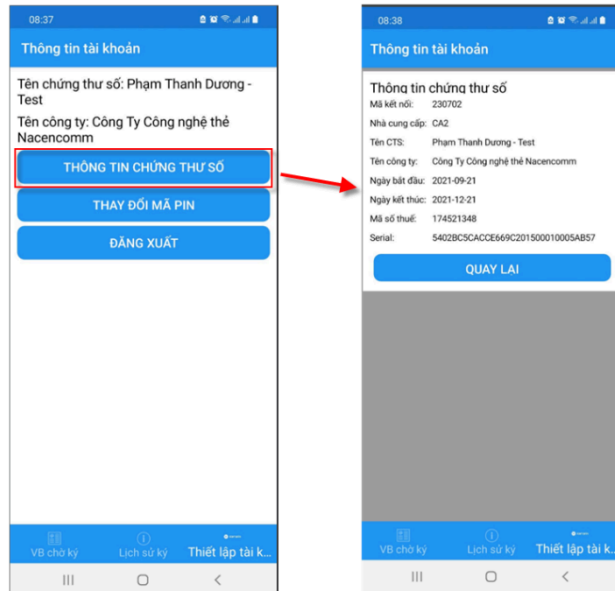 08:37
Thông tin tài khoản
Tên chứng thư số: Phạm Thanh Dương -
Test
Tên công ty: Công Ty Công nghệ thẻ
Nacencomm
THÔNG TIN CHỨNG THƯ SỐ
THAY ĐỔI MÃ PIN
ĐĂNG XUẤT
VB chờ ký
Lịch sử ký
Thiết lập tài k...
08:38
Thông tin tài khoản
Thông tin chứng thư số
Mã kết nối: 230702
Nhà cung cấp: CA2
Tên CTS: Phạm Thanh Dương - Test
Tên công ty: Công Ty Công nghệ thẻ Nacencomm
Ngày bắt đầu: 2021-09-21
Ngày kết thúc: 2021-12-21
Mã số thuế: 174521348
Serial: 5402BC5CACCE669C201500010005AB57
QUAY LẠI
VB chờ ký
Lịch sử ký
Thiết lập tài k...